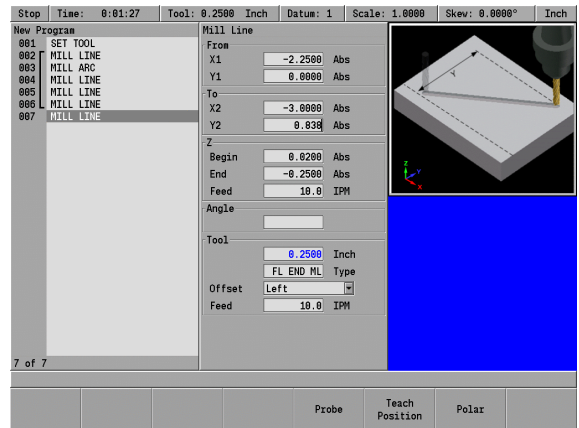 Stop Time: 0:01:27 Tool: 0.2500 Inch Datum: 1 Scale: 1.0000 Skew: 0.0000° Inch
New Program
001 SET TOOL
002 MILL LINE
003 MILL ARC
004 MILL LINE
005 MILL LINE
006 MILL LINE
007 MILL LINE
7 of 7
Mill Line
From
X1 -2.2500 Abs
Y1 0.0000 Abs
To
X2 -3.0000 Abs
Y2 0.030 Abs
Z
Begin 0.0200 Abs
End -0.2500 Abs
Feed 10.0 IPM
Angle
Tool
0.2500 Inch
FL END ML Type
Offset Left
Feed 10.0 IPM
Y
Z
Y
X
Probe
Teach
Position
Polar